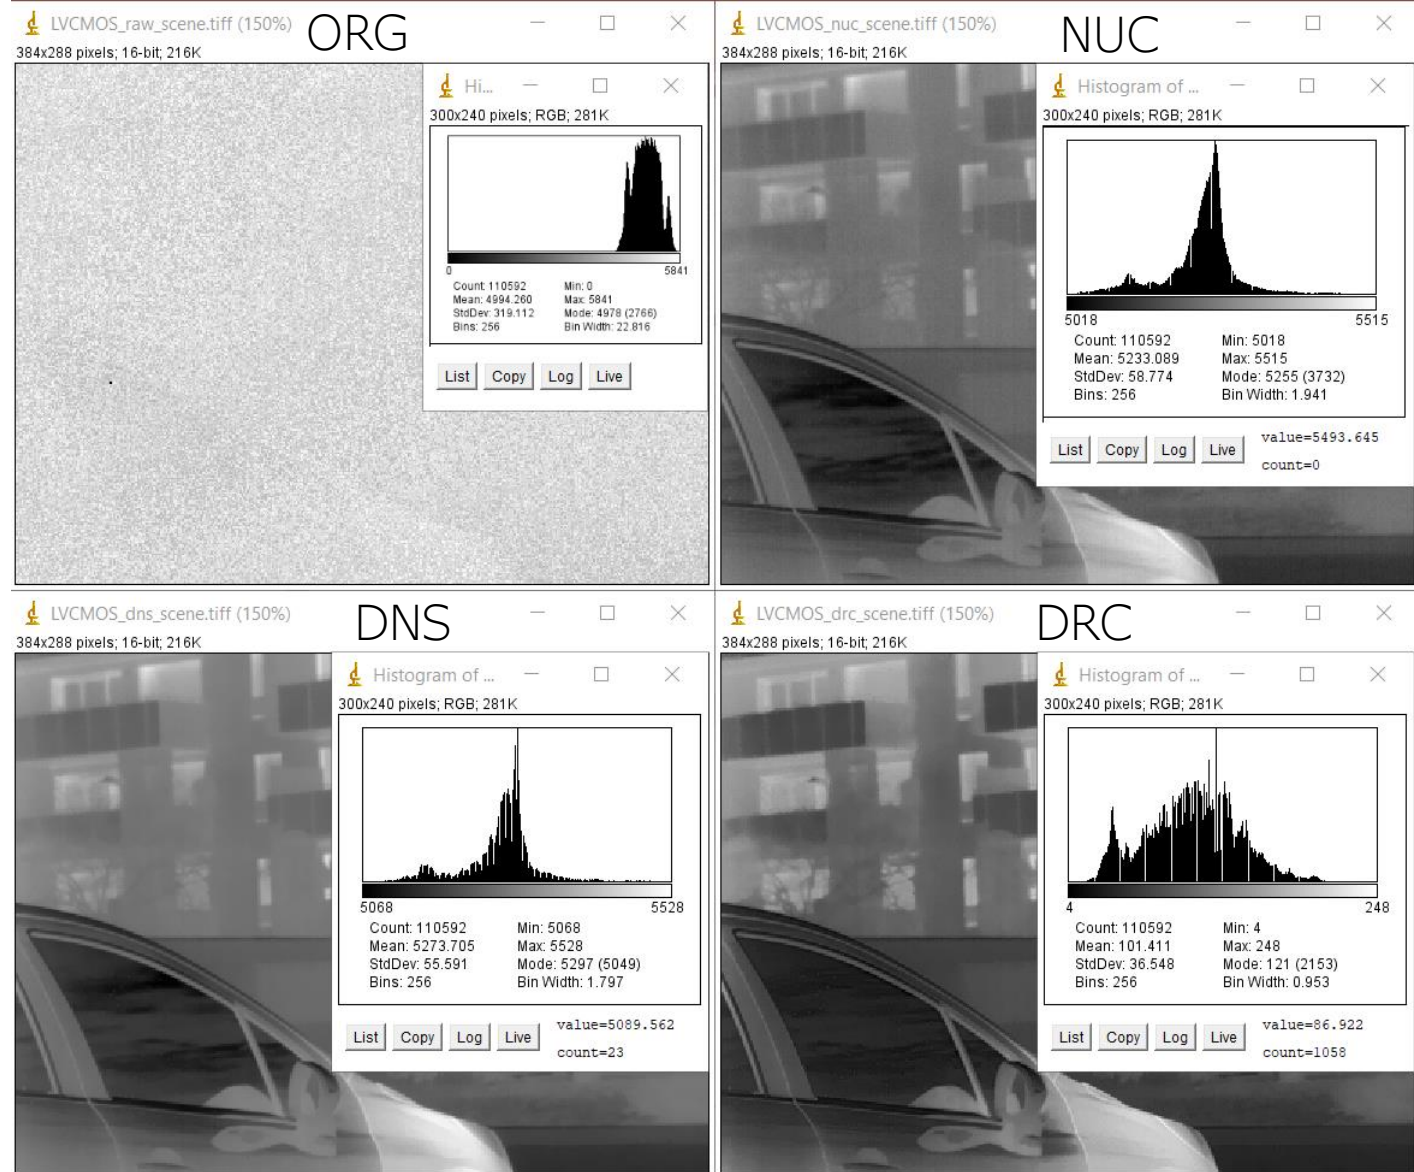 LVCMOS_raw_scene.tiff (150%)
ORG
384x288 pixels; 16-bit; 216K
Hi...
300x240 pixels; RGB; 281K
0 5841
Count: 110592 Min: 0
Mean: 4994.260 Max: 5841
StdDev: 319.112 Mode: 4978 (2766)
Bins: 256 Bin Width: 22.816
List Copy Log Live
LVCMOS_nuc_scene.tiff (150%)
NUC
384x288 pixels; 16-bit; 216K
Histogram of ...
300x240 pixels; RGB; 281K
5018 5515
Count: 110592 Min: 5018
Mean: 5233.089 Max: 5515
StdDev: 58.774 Mode: 5255 (3732)
Bins: 256 Bin Width: 1.941
List Copy Log Live
value=5493.645
count=0
LVCMOS_dns_scene.tiff (150%)
DNS
384x288 pixels; 16-bit; 216K
Histogram of ...
300x240 pixels; RGB; 281K
5068 5528
Count: 110592 Min: 5068
Mean: 5273.705 Max: 5528
StdDev: 55.591 Mode: 5297 (5049)
Bins: 256 Bin Width: 1.797
List Copy Log Live
value=5089.562
count=23
LVCMOS_drc_scene.tiff (150%)
DRC
384x288 pixels; 16-bit; 216K
Histogram of ...
300x240 pixels; RGB; 281K
4 248
Count: 110592 Min: 4
Mean: 101.411 Max: 248
StdDev: 36.548 Mode: 121 (2153)
Bins: 256 Bin Width: 0.953
List Copy Log Live
value=86.922
count=1058